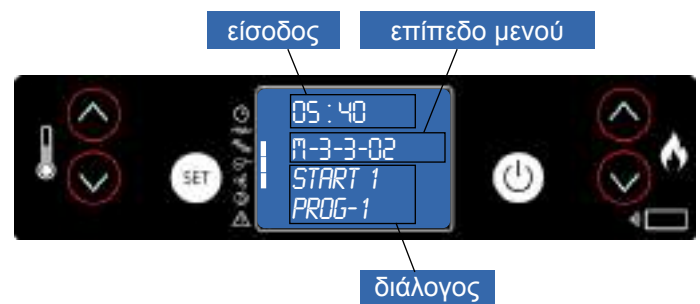 είσοδος
επίπεδο μενού
05:40
M-3-3-02
START 1
PROG-1
SET
διάλογος